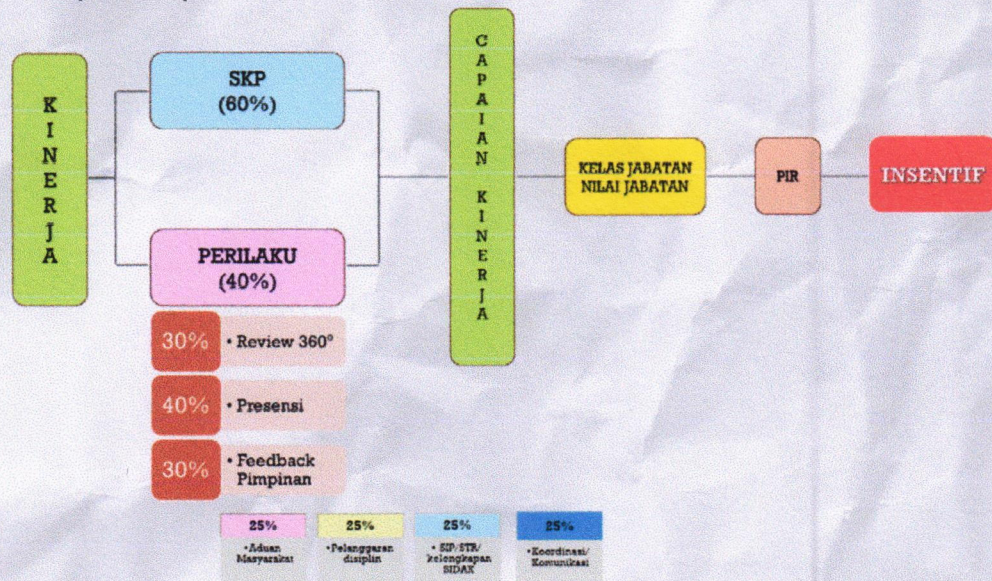 KINERJA
SKP
(60%)
PERILAKU
(40%)
30%
• Review 360°
40%
• Presensi
30%
• Feedback
Pimpinan
25%
• Aduan
Masyarakat
25%
• Pelanggaran
disiplin
25%
• SIP/STR/
kelengkapan
SIDAK
25%
• Koordinasi/
Komunikasi
CAPAIAN KINERJA
KELAS JABATAN
NILAI JABATAN
PIR
INSENTIF